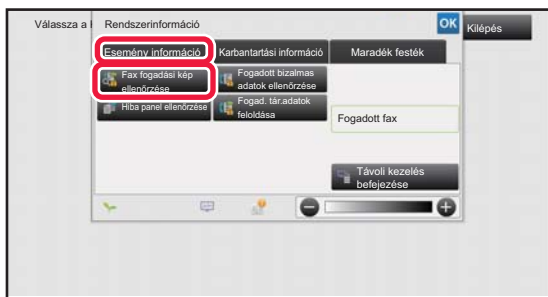 Válassza a
Rendszerinformáció
OK
Kilépés
Esemény információ
Karbantartási információ
Maradék festék
Fax fogadási kép
ellenőrzése
Fogadott bizalmas
adatok ellenőrzése
Hiba panel ellenőrzése
Fogad. tár.adatok
feloldása
Fogadott fax
Távoli kezelés
befejezése